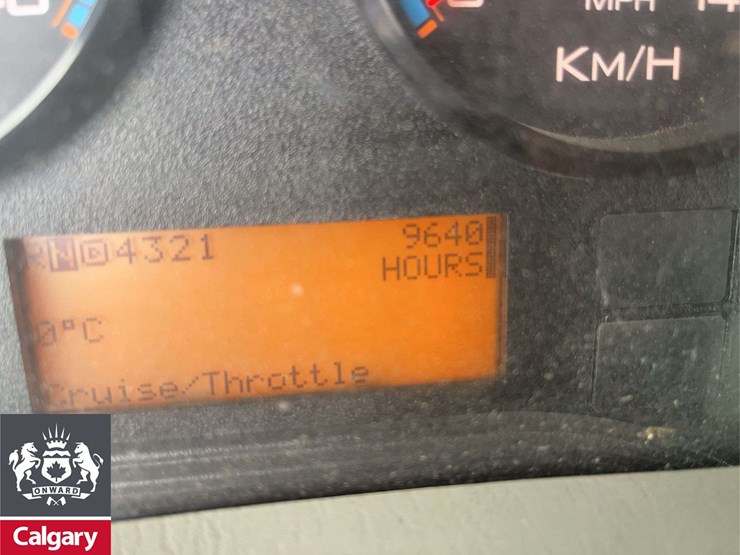 MPH
KM/H
RND4321
9640
HOURS
0°C
Cruise/Throttle
ONWARD
Calgary